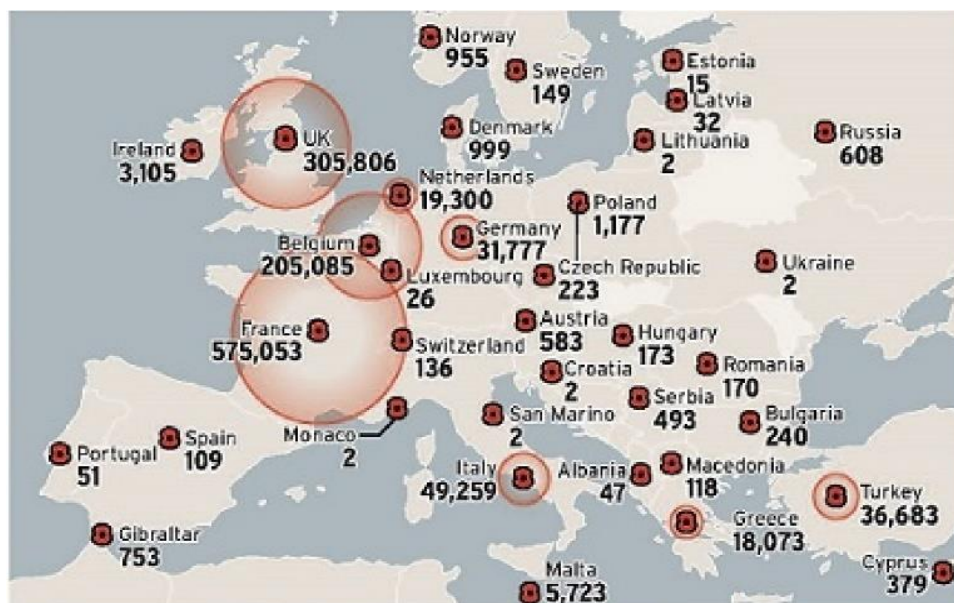 Norway
955
Sweden
149
Estonia
15
Latvia
32
Denmark
999
Lithuania
2
Russia
608
Ireland
3,105
UK
305,806
Netherlands
19,300
Poland
1,177
Germany
31,777
Belgium
205,085
Luxembourg
26
Czech Republic
223
Ukraine
2
France
575,053
Switzerland
136
Austria
583
Hungary
173
Croatia
2
Romania
170
Serbia
493
Bulgaria
240
San Marino
2
Monaco
2
Portugal
51
Spain
109
Italy
49,259
Albania
47
Macedonia
118
Turkey
36,683
Greece
18,073
Gibraltar
753
Malta
5,723
Cyprus
379